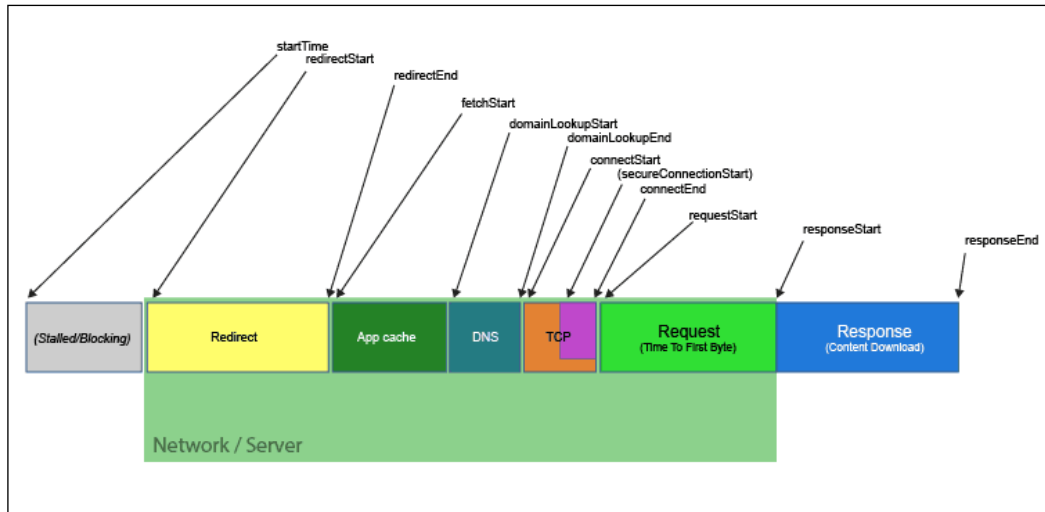 startTime
redirectStart
redirectEnd
fetchStart
domainLookupStart
domainLookupEnd
connectStart
(secureConnectionStart)
connectEnd
requestStart
responseStart
responseEnd
(Stalled/Blocking)
Redirect
App cache
DNS
TCP
Request
(Time To First Byte)
Response
(Content Download)
Network / Server